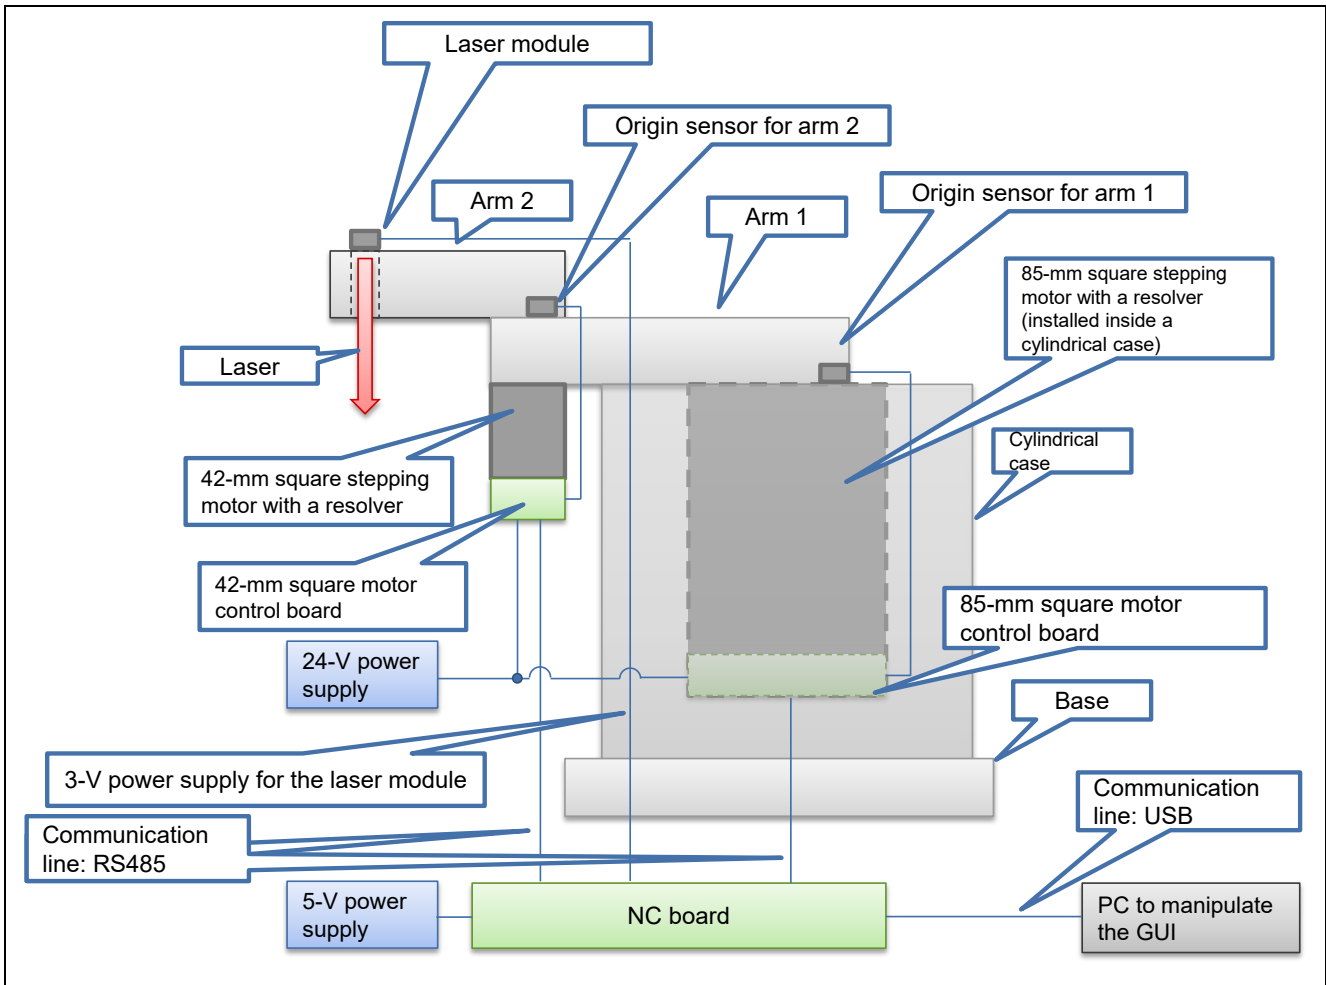 Laser module
Origin sensor for arm 2
Arm 2
Origin sensor for arm 1
Arm 1
85-mm square stepping
motor with a resolver
(installed inside a
cylindrical case)
Laser
Cylindrical
case
42-mm square stepping
motor with a resolver
42-mm square motor
control board
85-mm square motor
control board
24-V power
supply
Base
3-V power supply for the laser module
Communication
line: USB
Communication
line: RS485
5-V power
supply
NC board
PC to manipulate
the GUI